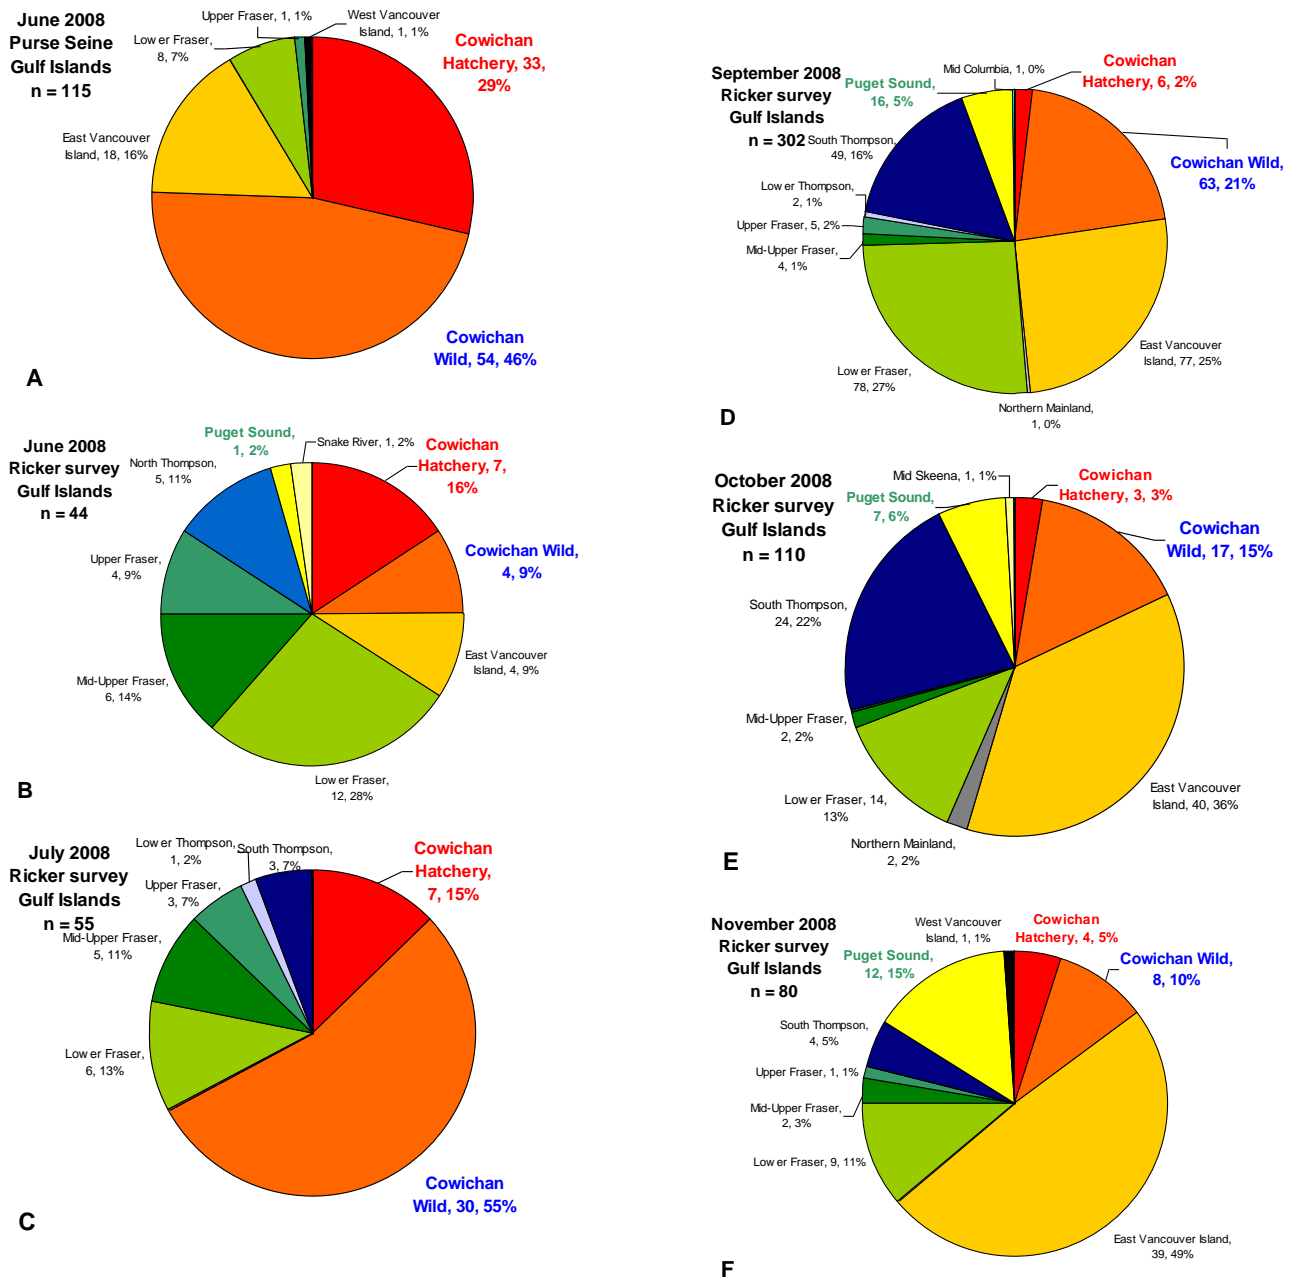 June 2008
Purse Seine
Gulf Islands
n = 115
Upper Fraser, 1, 1%
West Vancouver
Island, 1, 1%
Lower Fraser,
8, 7%
Cowichan
Hatchery, 33,
29%
East Vancouver
Island, 18, 16%
Cowichan
Wild, 54, 46%
A
June 2008
Ricker survey
Gulf Islands
n = 44
Puget Sound,
1, 2%
Snake River, 1, 2%
Cowichan
Hatchery, 7,
16%
North Thompson,
5, 11%
Cowichan Wild,
4, 9%
Upper Fraser,
4, 9%
East Vancouver
Island, 4, 9%
Mid-Upper Fraser,
6, 14%
Lower Fraser,
12, 28%
B
July 2008
Ricker survey
Gulf Islands
n = 55
Lower Thompson,
1, 2%
South Thompson,
3, 7%
Cowichan
Hatchery,
7, 15%
Upper Fraser,
3, 7%
Mid-Upper Fraser,
5, 11%
Lower Fraser,
6, 13%
Cowichan
Wild, 30, 55%
C
September 2008
Ricker survey
Gulf Islands
n = 302
Puget Sound,
16, 5%
Mid Columbia, 1, 0%
Cowichan
Hatchery, 6, 2%
South Thompson,
49, 16%
Cowichan Wild,
63, 21%
Lower Thompson,
2, 1%
Upper Fraser, 5, 2%
Mid-Upper Fraser,
4, 1%
East Vancouver
Island, 77, 25%
Lower Fraser,
78, 27%
Northern Mainland,
1, 0%
D
October 2008
Ricker survey
Gulf Islands
n = 110
Mid Skeena, 1, 1%
Puget Sound,
7, 6%
Cowichan
Hatchery, 3, 3%
Cowichan
Wild, 17, 15%
South Thompson,
24, 22%
Mid-Upper Fraser,
2, 2%
East Vancouver
Island, 40, 36%
Lower Fraser, 14,
13%
Northern Mainland,
2, 2%
E
November 2008
Ricker survey
Gulf Islands
n = 80
West Vancouver
Island, 1, 1%
Cowichan
Hatchery, 4, 5%
Puget Sound,
12, 15%
Cowichan Wild,
8, 10%
South Thompson,
4, 5%
Upper Fraser, 1, 1%
Mid-Upper Fraser,
2, 3%
Lower Fraser, 9, 11%
East Vancouver Island,
39, 49%
F